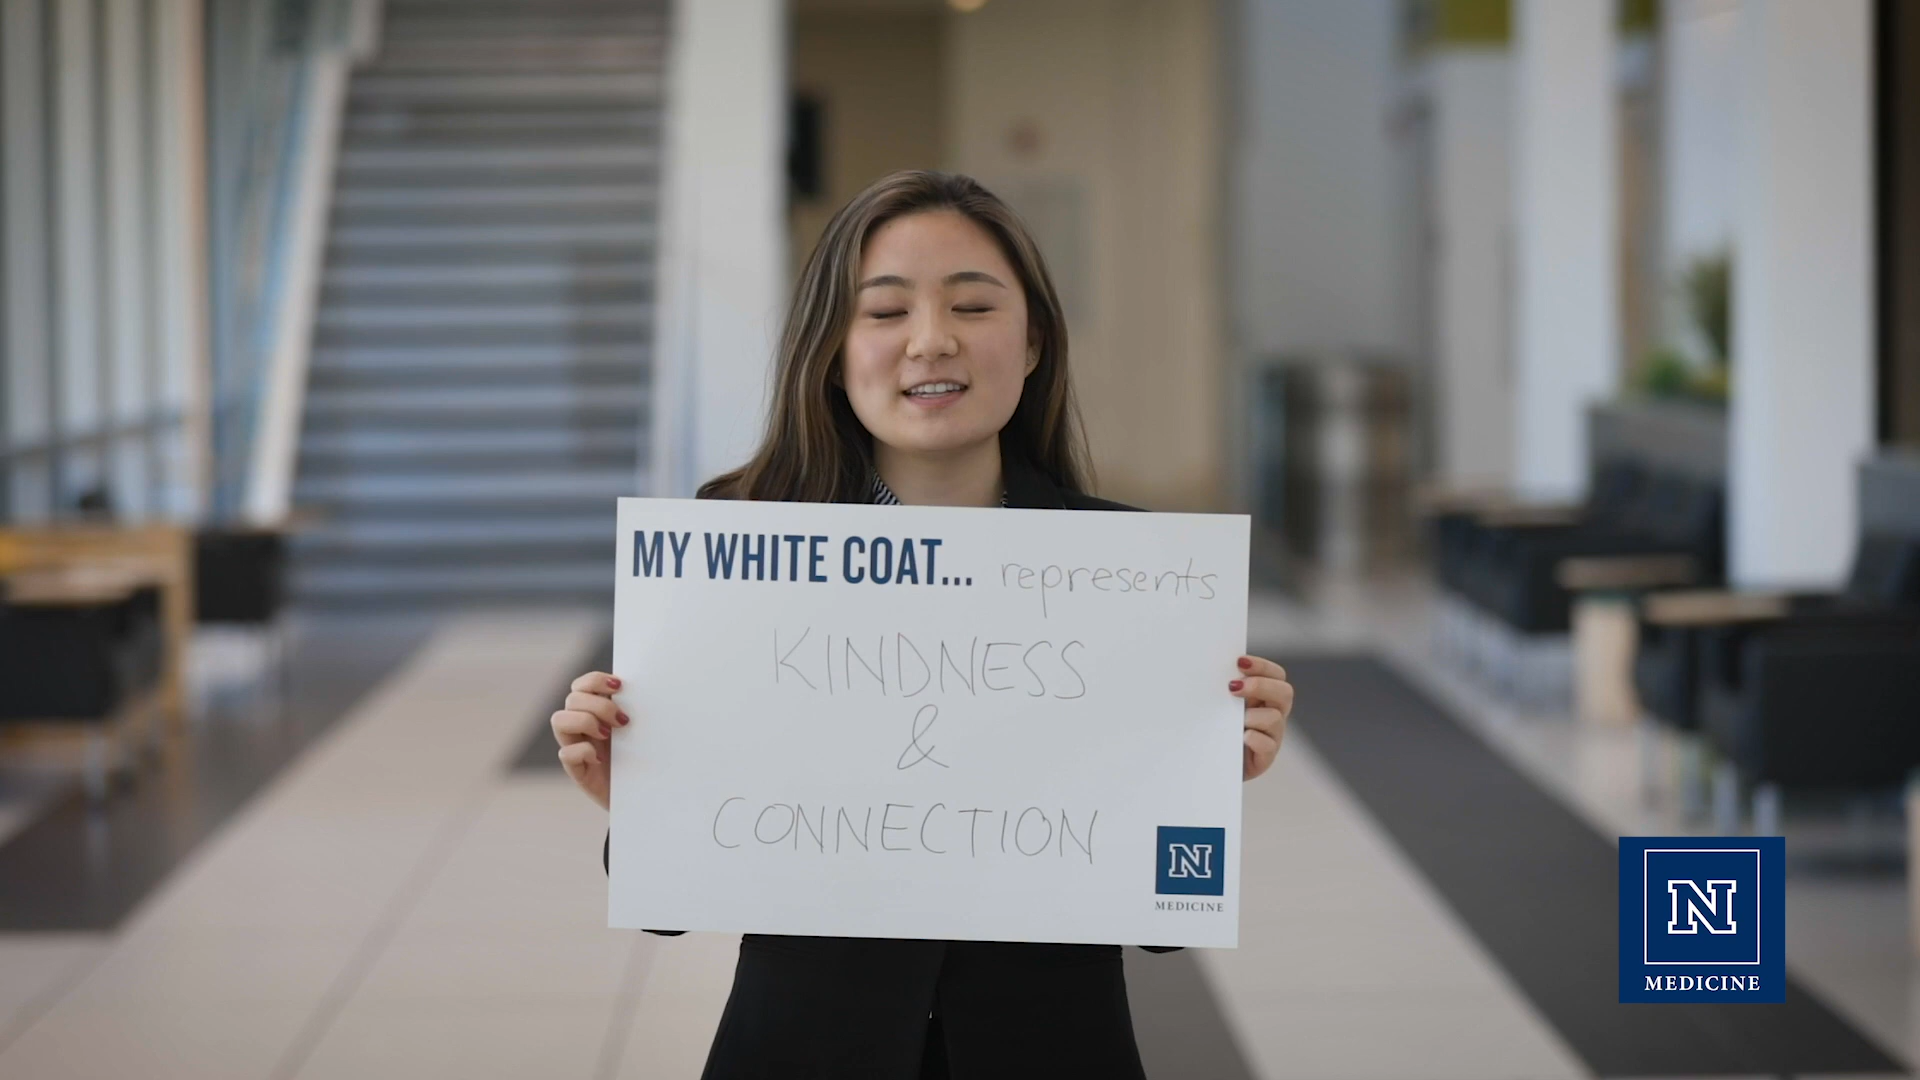 MY WHITE COAT... represents
KINDNESS
&
CONNECTION
N
MEDICINE
N
MEDICINE